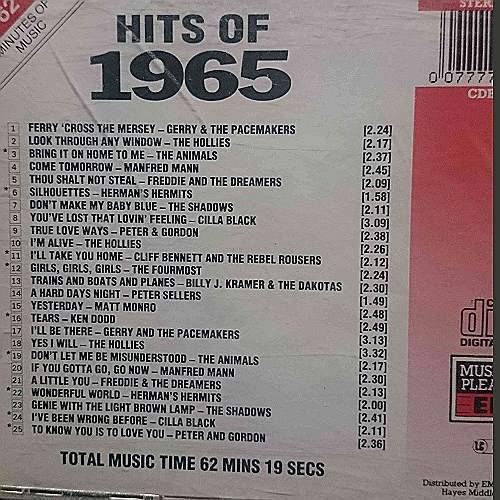 62
MINUTES OF
MUSIC
HITS OF
1965
STER
0 0777
CD
1 FERRY 'CROSS THE MERSEY – GERRY & THE PACEMAKERS [2.24]
2 LOOK THROUGH ANY WINDOW – THE HOLLIES [2.17]
* 3 BRING IT ON HOME TO ME – THE ANIMALS [2.37]
4 COME TOMORROW – MANFRED MANN [2.45]
5 THOU SHALT NOT STEAL – FREDDIE AND THE DREAMERS [2.09]
* 6 SILHOUETTES – HERMAN'S HERMITS [1.58]
7 DON'T MAKE MY BABY BLUE – THE SHADOWS [2.11]
8 YOU'VE LOST THAT LOVIN' FEELING – CILLA BLACK [3.09]
9 TRUE LOVE WAYS – PETER & GORDON [2.38]
10 I'M ALIVE – THE HOLLIES [2.26]
* 11 I'LL TAKE YOU HOME – CLIFF BENNETT AND THE REBEL ROUSERS [2.12]
* 12 GIRLS, GIRLS, GIRLS – THE FOURMOST [2.24]
13 TRAINS AND BOATS AND PLANES – BILLY J. KRAMER & THE DAKOTAS [2.30]
14 A HARD DAYS NIGHT – PETER SELLERS [1.49]
15 YESTERDAY – MATT MONRO [2.48]
* 16 TEARS – KEN DODD [2.49]
17 I'LL BE THERE – GERRY AND THE PACEMAKERS [3.13]
18 YES I WILL – THE HOLLIES [3.32]
* 19 DON'T LET ME BE MISUNDERSTOOD – THE ANIMALS [2.17]
20 IF YOU GOTTA GO, GO NOW – MANFRED MANN [2.30]
21 A LITTLE YOU – FREDDIE & THE DREAMERS [2.13]
* 22 WONDERFUL WORLD – HERMAN'S HERMITS [2.00]
23 GENIE WITH THE LIGHT BROWN LAMP – THE SHADOWS [2.41]
* 24 I'VE BEEN WRONG BEFORE – CILLA BLACK [2.11]
* 25 TO KNOW YOU IS TO LOVE YOU – PETER AND GORDON [2.36]
TOTAL MUSIC TIME 62 MINS 19 SECS
DIGITAL
MUS
PLEA
E
LC
Distributed by EM
Hayes Middle